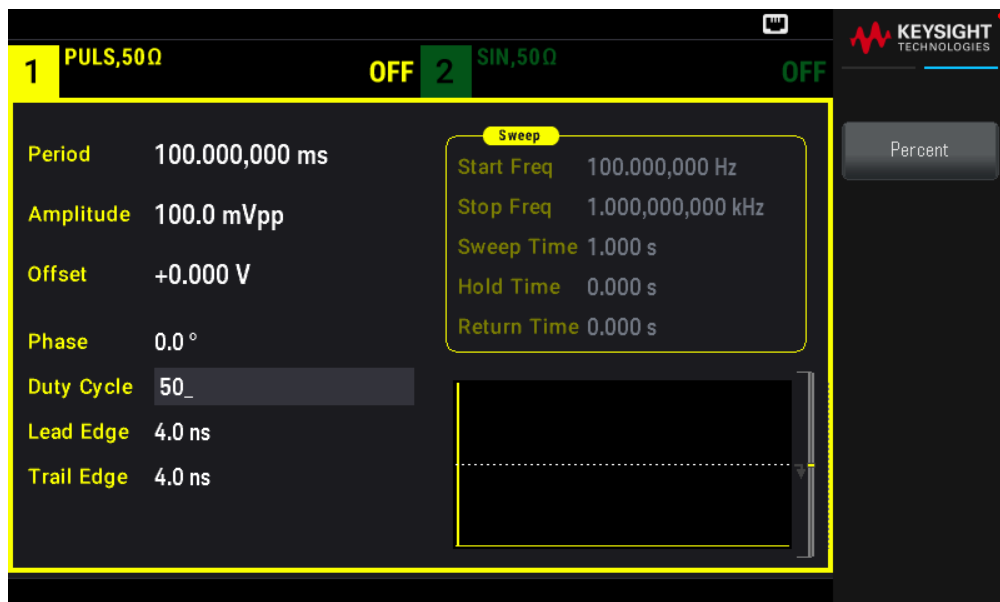 KEYSIGHT
TECHNOLOGIES
1 PULS,50Ω OFF
2 SIN,50Ω OFF
Period 100.000,000 ms
Amplitude 100.0 mVpp
Offset +0.000 V
Phase 0.0 °
Duty Cycle 50_
Lead Edge 4.0 ns
Trail Edge 4.0 ns
Sweep
Start Freq 100.000,000 Hz
Stop Freq 1.000,000,000 kHz
Sweep Time 1.000 s
Hold Time 0.000 s
Return Time 0.000 s
Percent